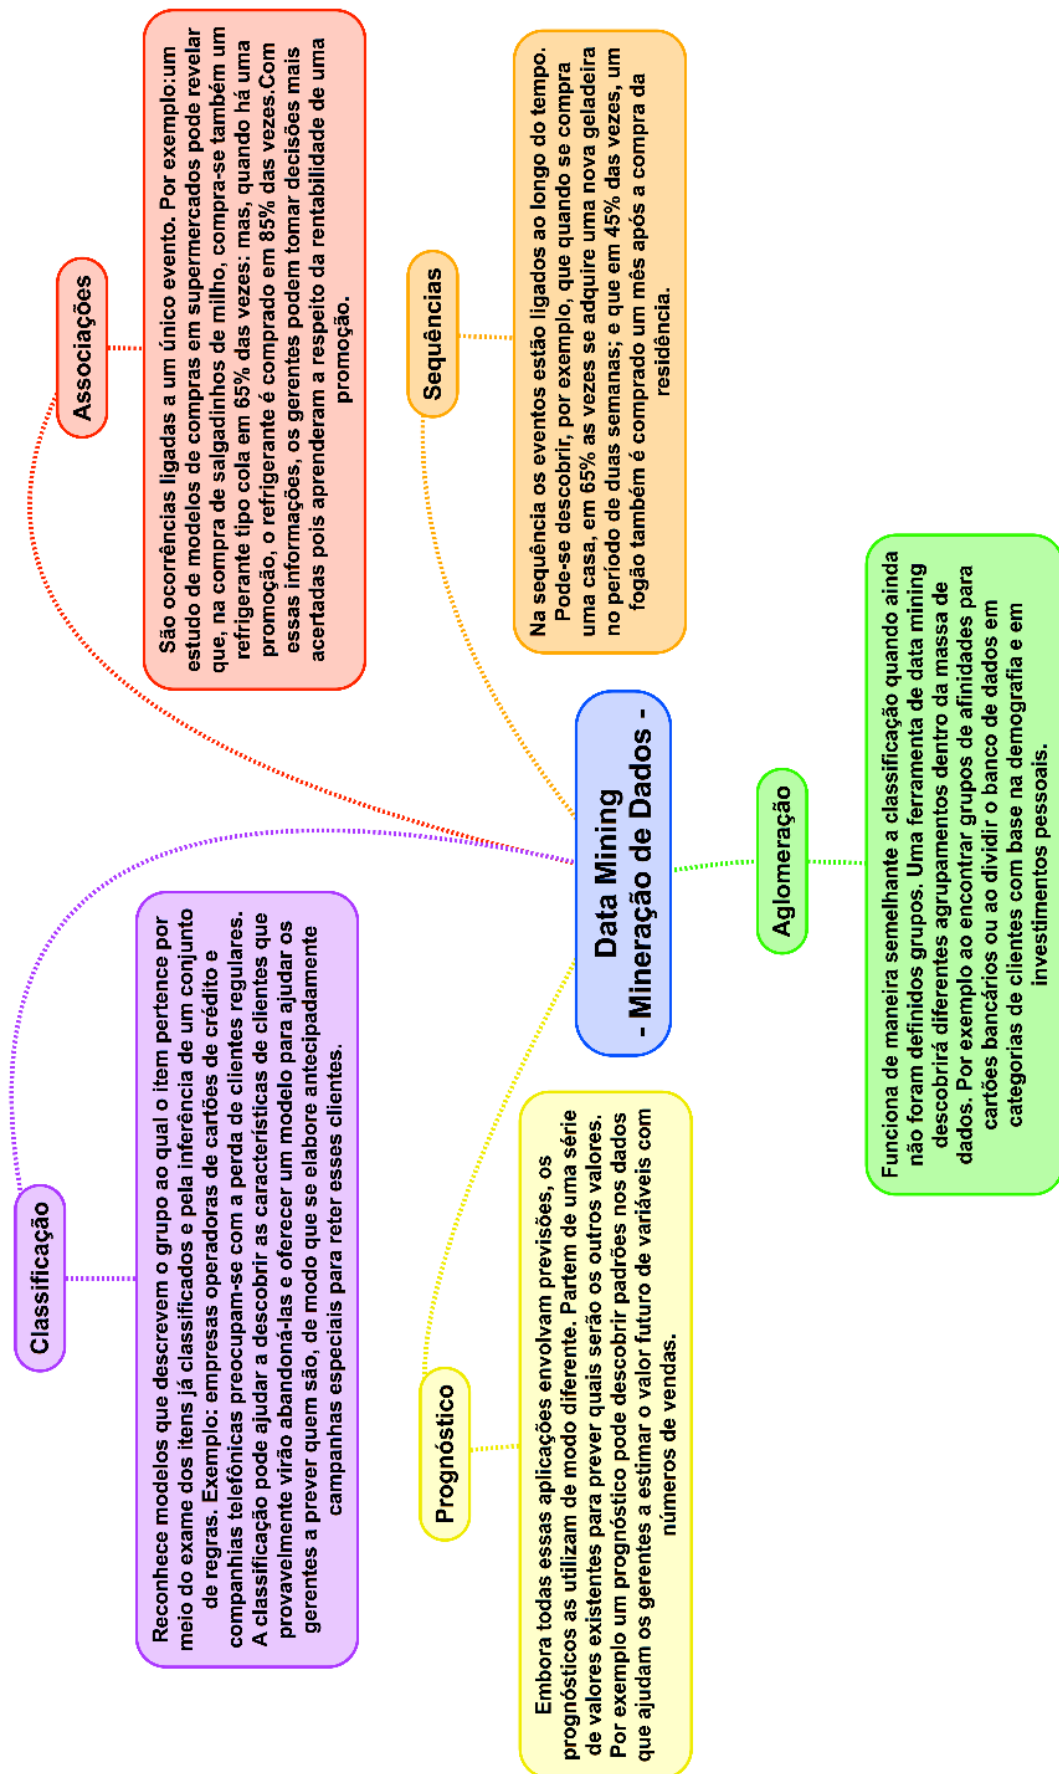 Classificação
Reconhece modelos que descrevem o grupo ao qual o item pertence por
meio do exame dos itens já classificados e pela inferência de um conjunto
de regras. Exemplo: empresas operadoras de cartões de crédito e
companhias telefônicas preocupam-se com a perda de clientes regulares.
A classificação pode ajudar a descobrir as características de clientes que
provavelmente virão abandoná-las e oferecer um modelo para ajudar os
gerentes a prever quem são, de modo que se elabore antecipadamente
campanhas especiais para reter esses clientes.
Associações
São ocorrências ligadas a um único evento. Por exemplo:um
estudo de modelos de compras em supermercados pode revelar
que, na compra de salgadinhos de milho, compra-se também um
refrigerante tipo cola em 65% das vezes: mas, quando há uma
promoção, o refrigerante é comprado em 85% das vezes.Com
essas informações, os gerentes podem tomar decisões mais
acertadas pois aprenderam a respeito da rentabilidade de uma
promoção.
Prognóstico
Embora todas essas aplicações envolvam previsões, os
prognósticos as utilizam de modo diferente. Partem de uma série
de valores existentes para prever quais serão os outros valores.
Por exemplo um prognóstico pode descobrir padrões nos dados
que ajudam os gerentes a estimar o valor futuro de variáveis com
números de vendas.
Data Mining
- Mineração de Dados -
Sequências
Na sequência os eventos estão ligados ao longo do tempo.
Pode-se descobrir, por exemplo, que quando se compra
uma casa, em 65% as vezes se adquire uma nova geladeira
no período de duas semanas; e que em 45% das vezes, um
fogão também é comprado um mês após a compra da
residência.
Aglomeração
Funciona de maneira semelhante a classificação quando ainda
não foram definidos grupos. Uma ferramenta de data mining
descobrirá diferentes agrupamentos dentro da massa de
dados. Por exemplo ao encontrar grupos de afinidades para
cartões bancários ou ao dividir o banco de dados em
categorias de clientes com base na demografia e em
investimentos pessoais.